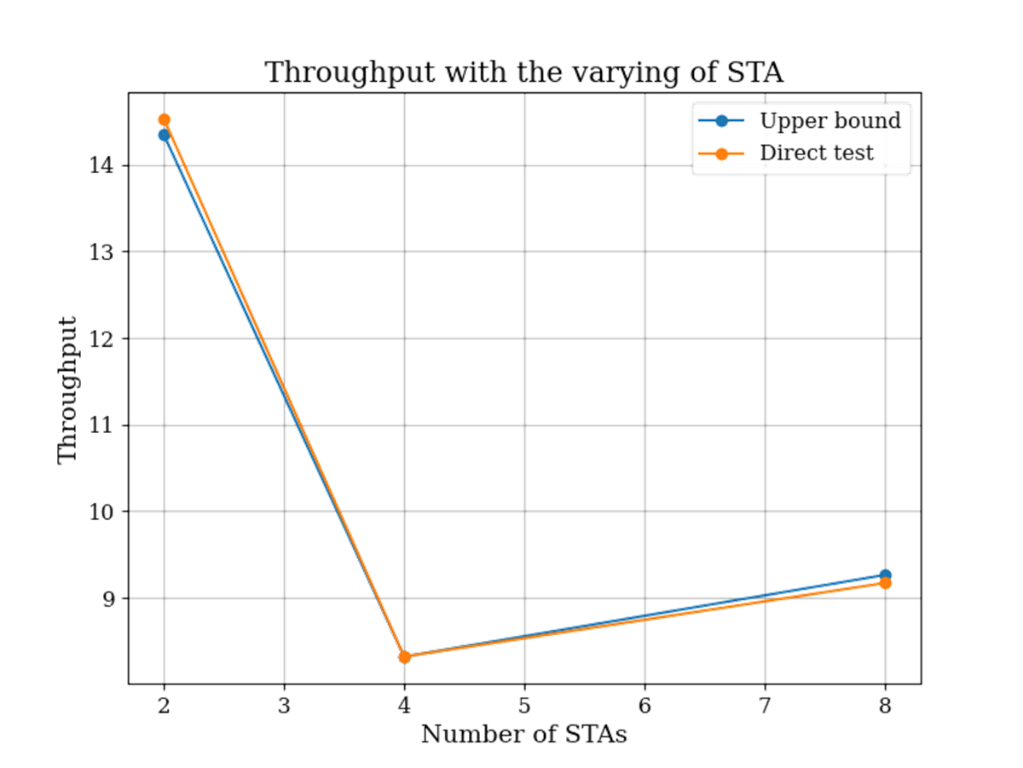 Throughput with the varying of STA
Upper bound
Direct test
14
13
12
11
10
9
Throughput
2 3 4 5 6 7 8
Number of STAs